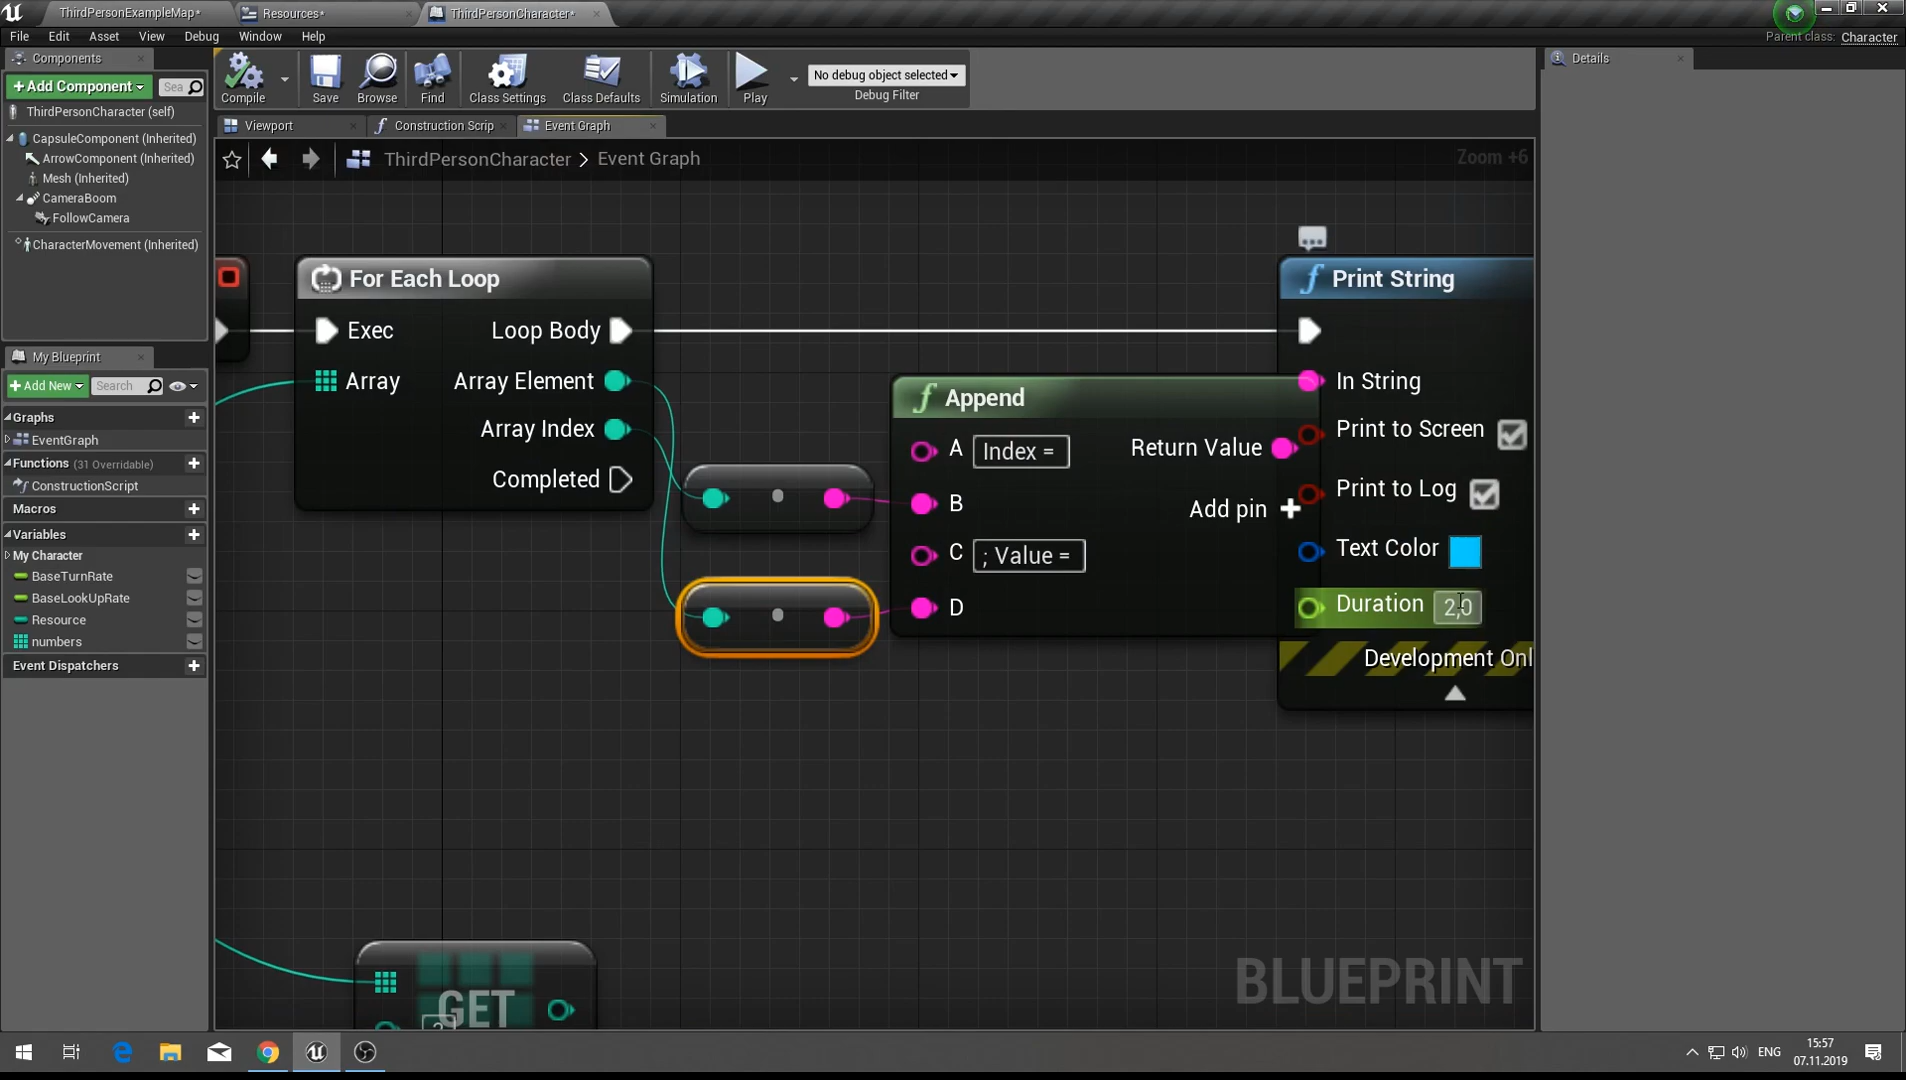 ThirdPersonExampleMap*
Resources*
ThirdPersonCharacter*
File Edit Asset View Debug Window Help
Parent class: Character
Components
+Add Component
Sea
ThirdPersonCharacter (self)
CapsuleComponent (Inherited)
ArrowComponent (Inherited)
Mesh (Inherited)
CameraBoom
FollowCamera
CharacterMovement (Inherited)
Compile
Save
Browse
Find
Class Settings
Class Defaults
Simulation
Play
No debug object selected
Debug Filter
Details
Viewport
Construction Scrip
Event Graph
ThirdPersonCharacter > Event Graph
Zoom +6
My Blueprint
+Add New
Search
Graphs
EventGraph
Functions (31 Overridable)
ConstructionScript
Macros
Variables
My Character
BaseTurnRate
BaseLookUpRate
Resource
numbers
Event Dispatchers
For Each Loop
Exec
Loop Body
Array
Array Element
Array Index
Completed
Append
A
Index =
Return Value
B
Add pin +
C
; Value =
D
Print String
In String
Print to Screen
Print to Log
Text Color
Duration
2,0
Development Onl
GET
BLUEPRINT
ENG
15:57
07.11.2019